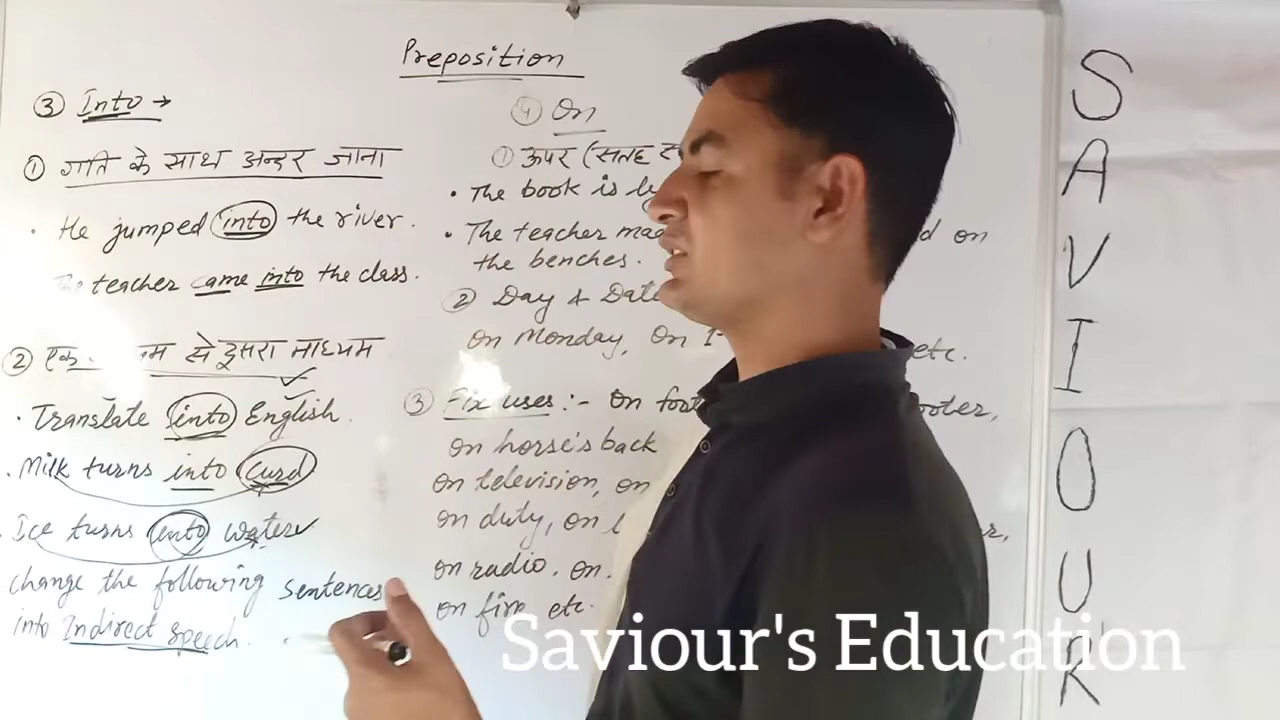 Preposition
③ Into →
① गति के साथ अन्दर जाना
• He jumped into the river.
The teacher came into the class.
② एक से दुसरा माध्यम
• Translate into English.
• Milk turns into Curd
• Ice turns into water
change the following sentences
into Indirect speech.
④ On
① ऊपर (सतह
• The book is
• The teacher on
the benches.
② Day & Date
On Monday, On etc.
③ Fix uses :- On foot
on horse's back
on television, on
on duty, on
on radio, on
on fire etc.
SAVIOUR
Saviour's Education